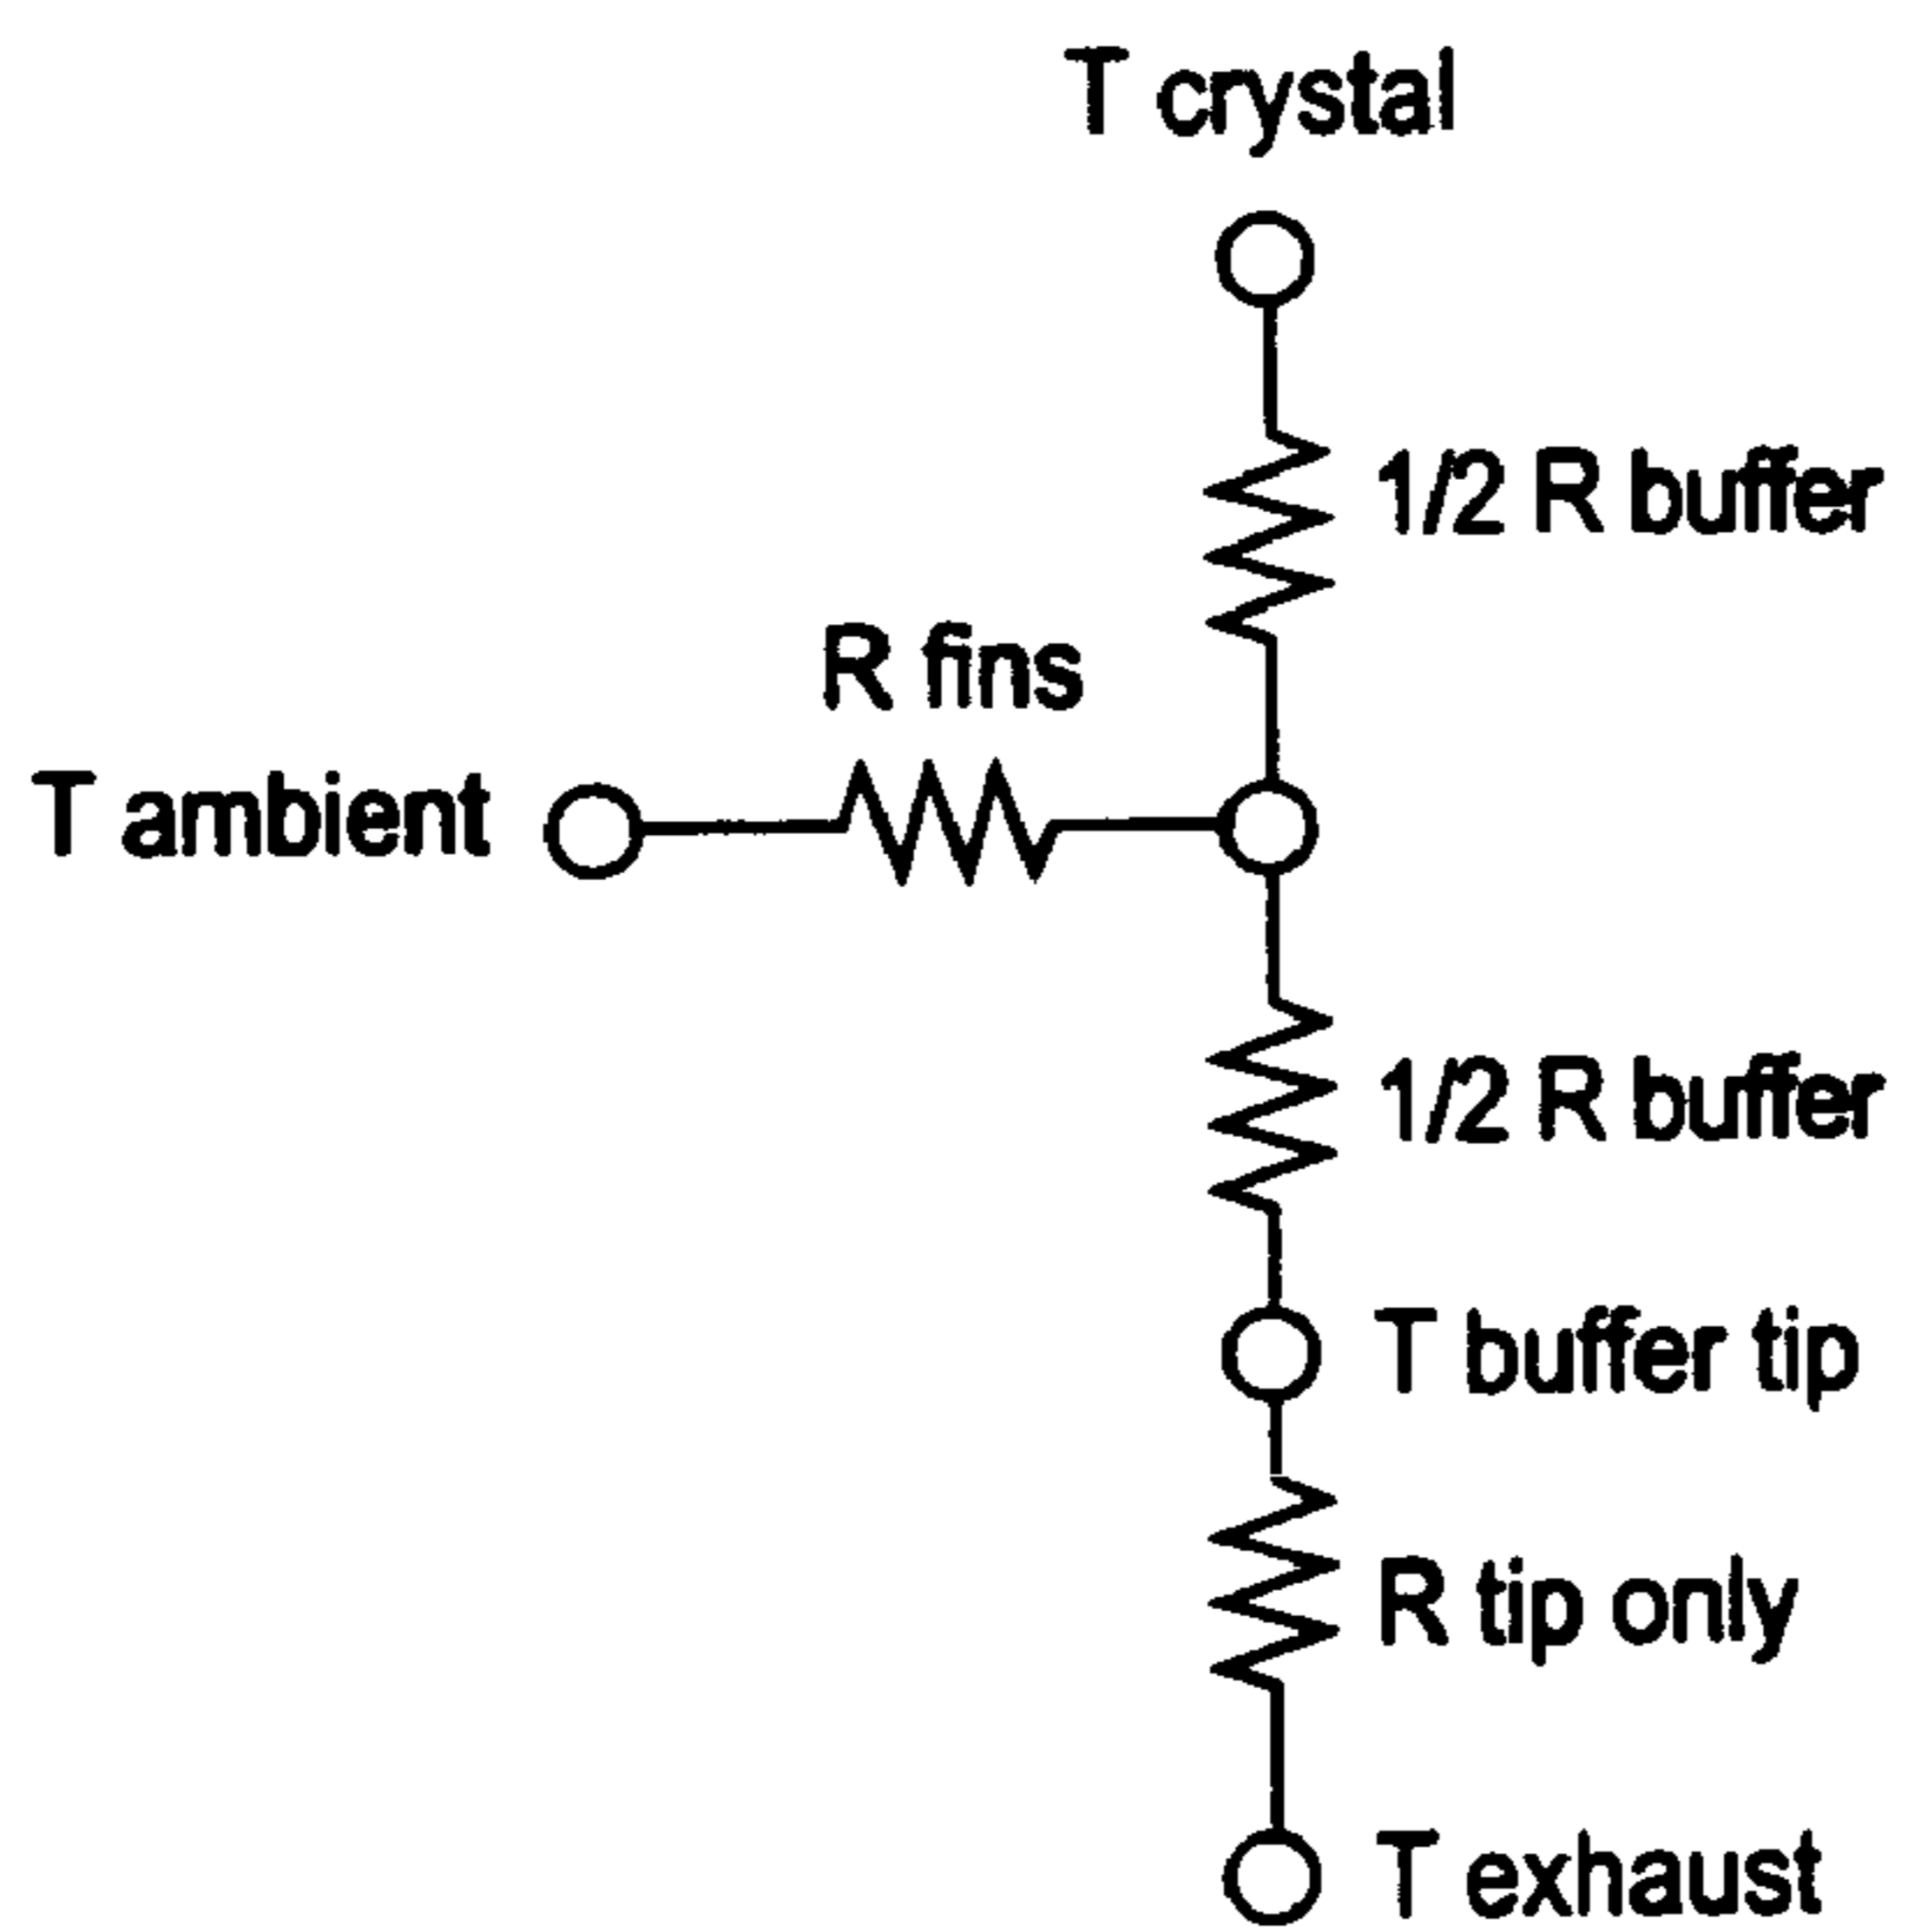 T crystal
1/2 R buffer
R fins
T ambient
1/2 R buffer
T buffer tip
R tip only
T exhaust